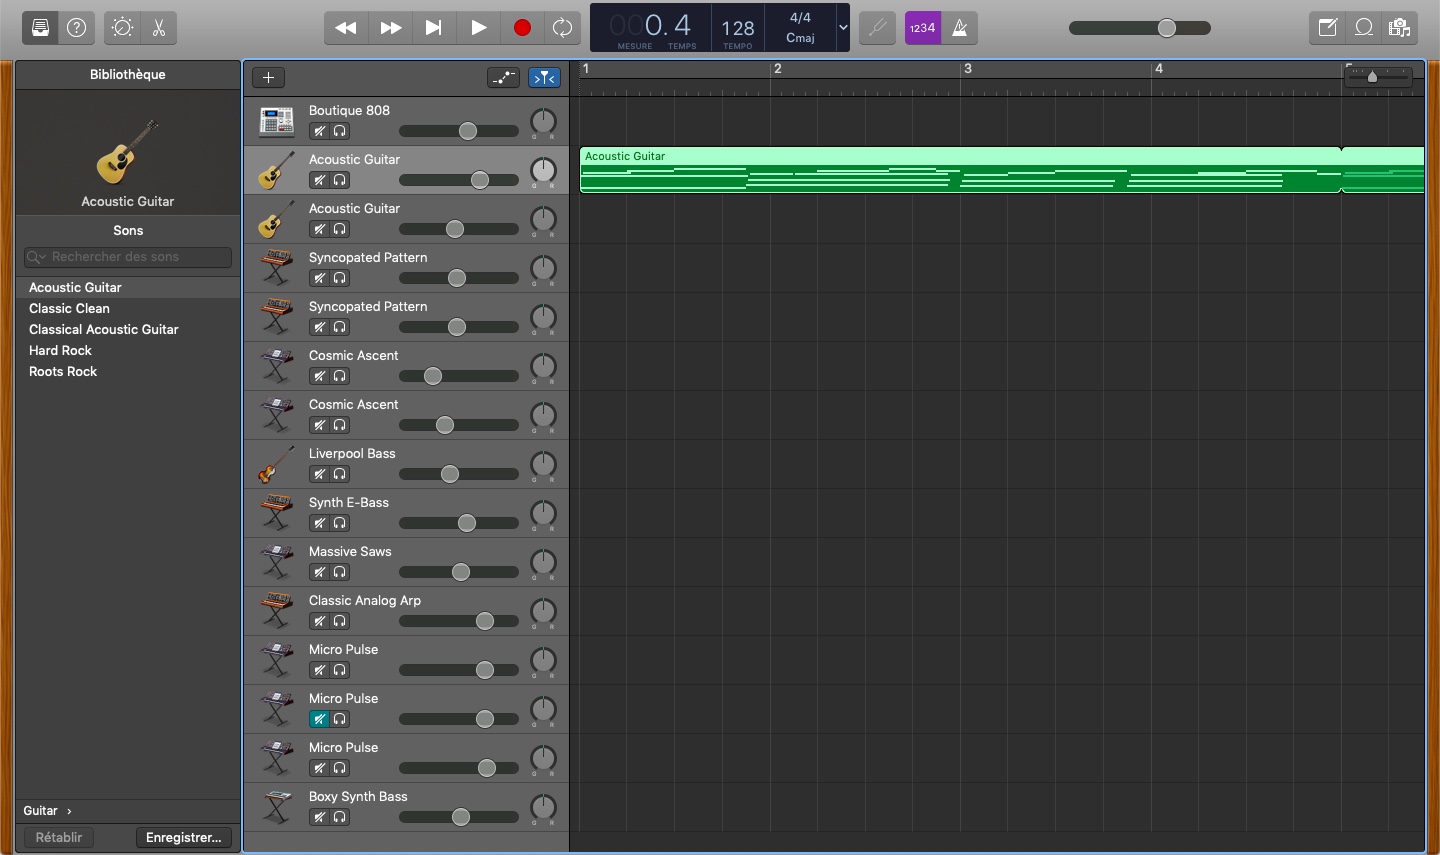 000. 4
128
4/4
Cmaj
MESURE
TEMPS
TEMPO
1234
Bibliothèque
Acoustic Guitar
Sons
Rechercher des sons
Acoustic Guitar
Classic Clean
Classical Acoustic Guitar
Hard Rock
Roots Rock
Guitar ›
Rétablir
Enregistrer...
1
2
3
4
Boutique 808
G R
Acoustic Guitar
G R
Acoustic Guitar
G R
Syncopated Pattern
G R
Syncopated Pattern
G R
Cosmic Ascent
G R
Cosmic Ascent
G R
Liverpool Bass
G R
Synth E-Bass
G R
Massive Saws
G R
Classic Analog Arp
G R
Micro Pulse
G R
Micro Pulse
G R
Micro Pulse
G R
Boxy Synth Bass
G R
Acoustic Guitar